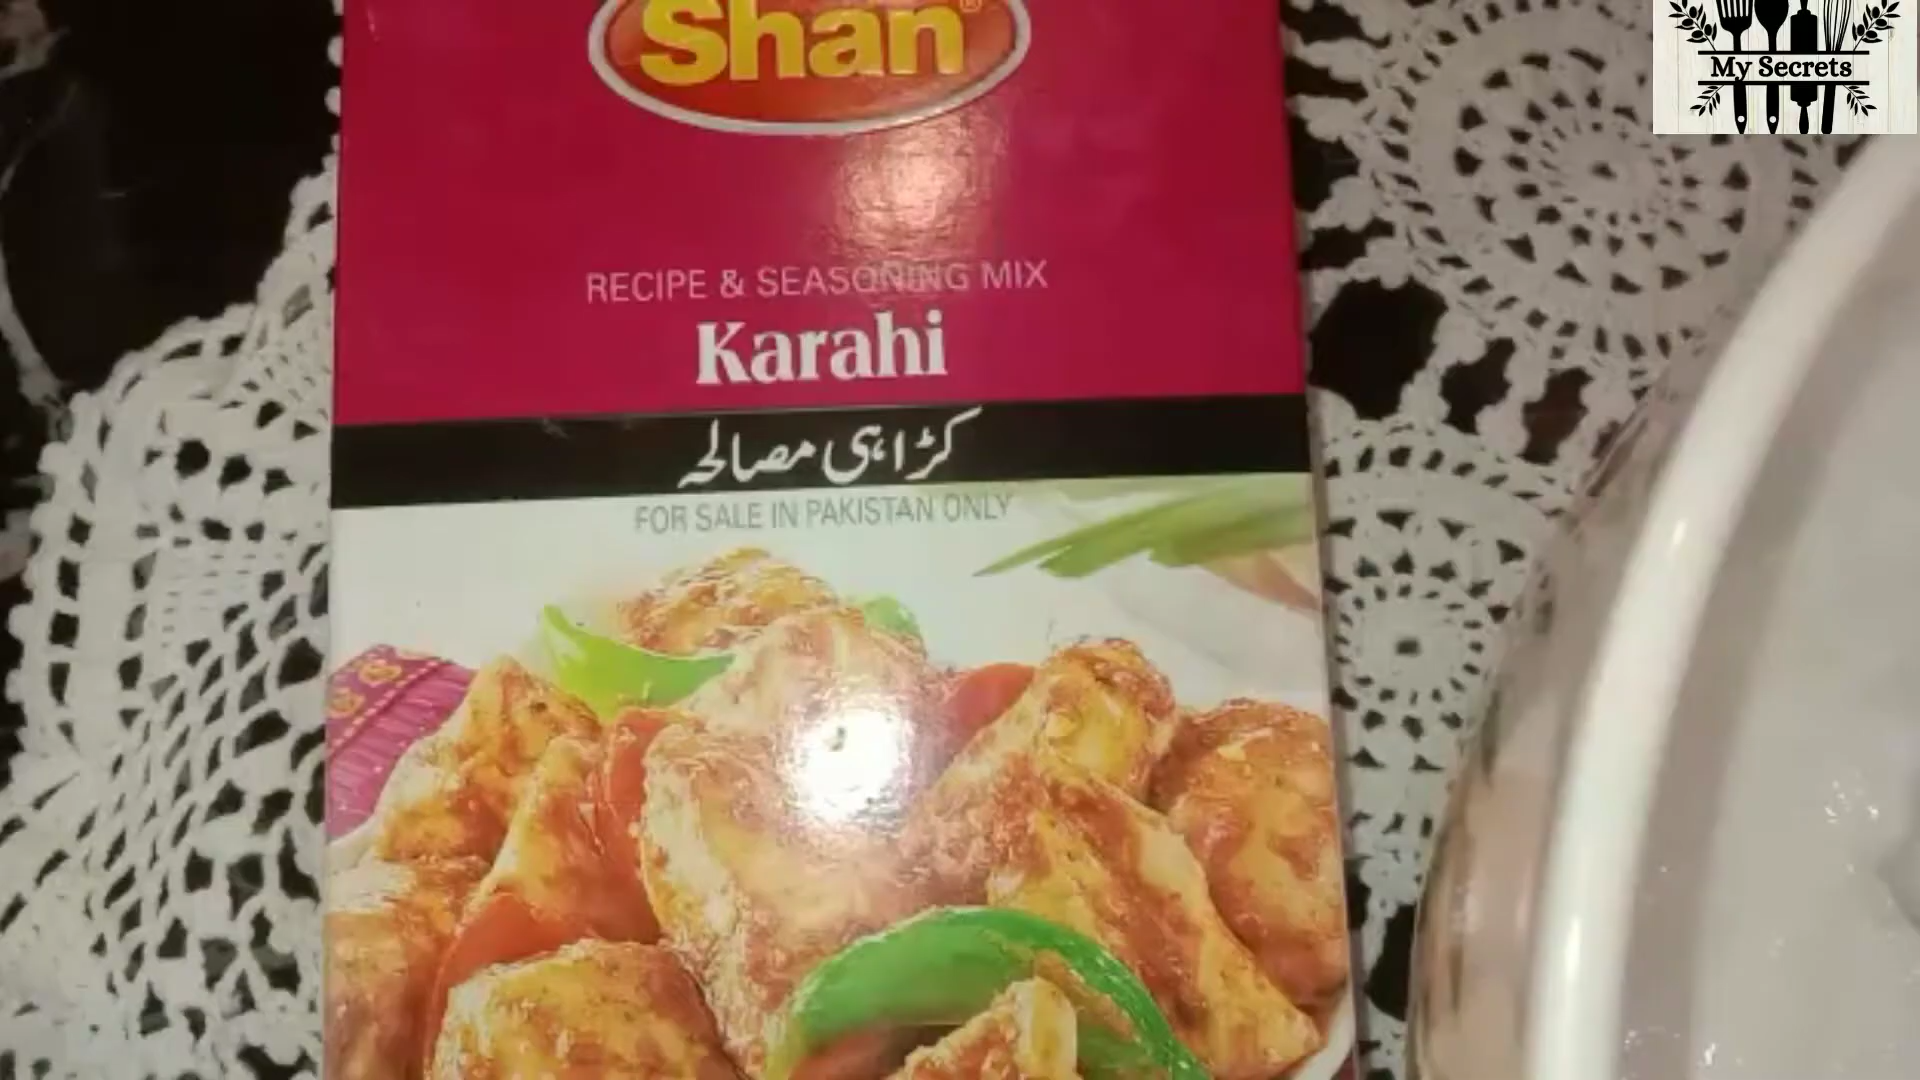 Shan®
My Secrets
RECIPE & SEASONING MIX
Karahi
کڑاہی مصالحہ
FOR SALE IN PAKISTAN ONLY